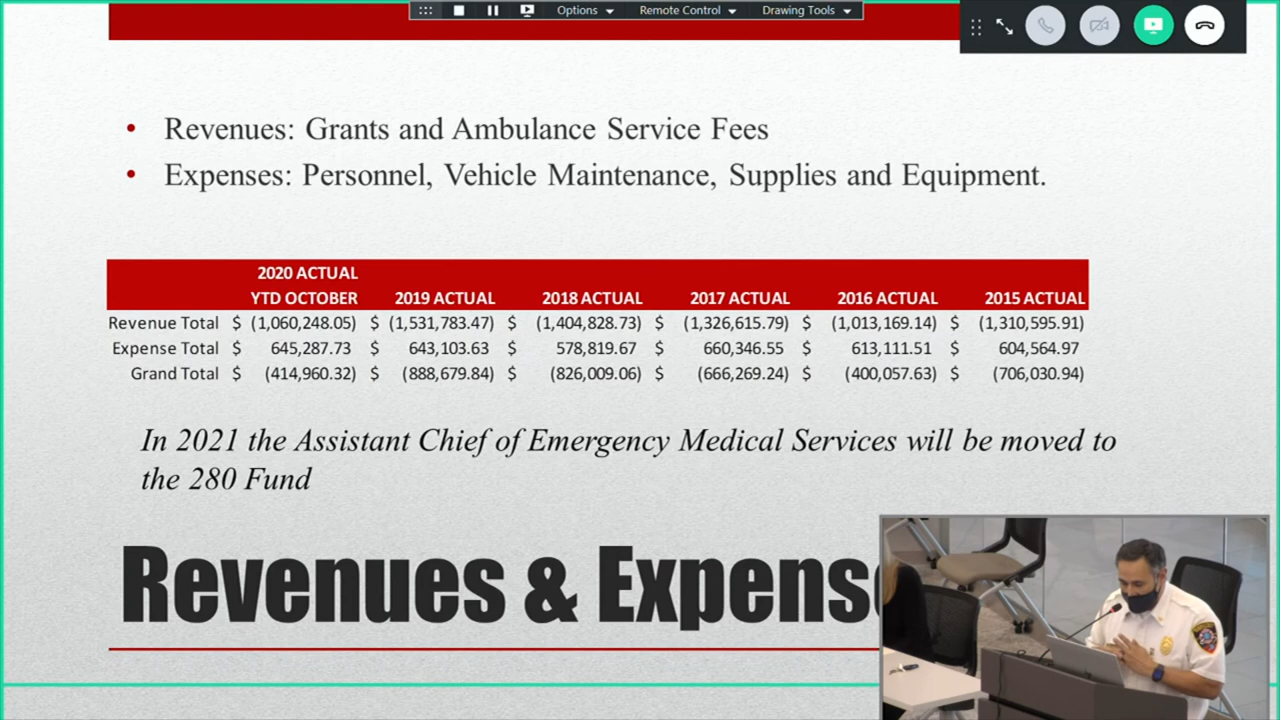 Options Remote Control Drawing Tools
• Revenues: Grants and Ambulance Service Fees
• Expenses: Personnel, Vehicle Maintenance, Supplies and Equipment.
2020 ACTUAL
YTD OCTOBER 2019 ACTUAL 2018 ACTUAL 2017 ACTUAL 2016 ACTUAL 2015 ACTUAL
Revenue Total $ (1,060,248.05) $ (1,531,783.47) $ (1,404,828.73) $ (1,326,615.79) $ (1,013,169.14) $ (1,310,595.91)
Expense Total $ 645,287.73 $ 643,103.63 $ 578,819.67 $ 660,346.55 $ 613,111.51 $ 604,564.97
Grand Total $ (414,960.32) $ (888,679.84) $ (826,009.06) $ (666,269.24) $ (400,057.63) $ (706,030.94)
In 2021 the Assistant Chief of Emergency Medical Services will be moved to
the 280 Fund
Revenues & Expens